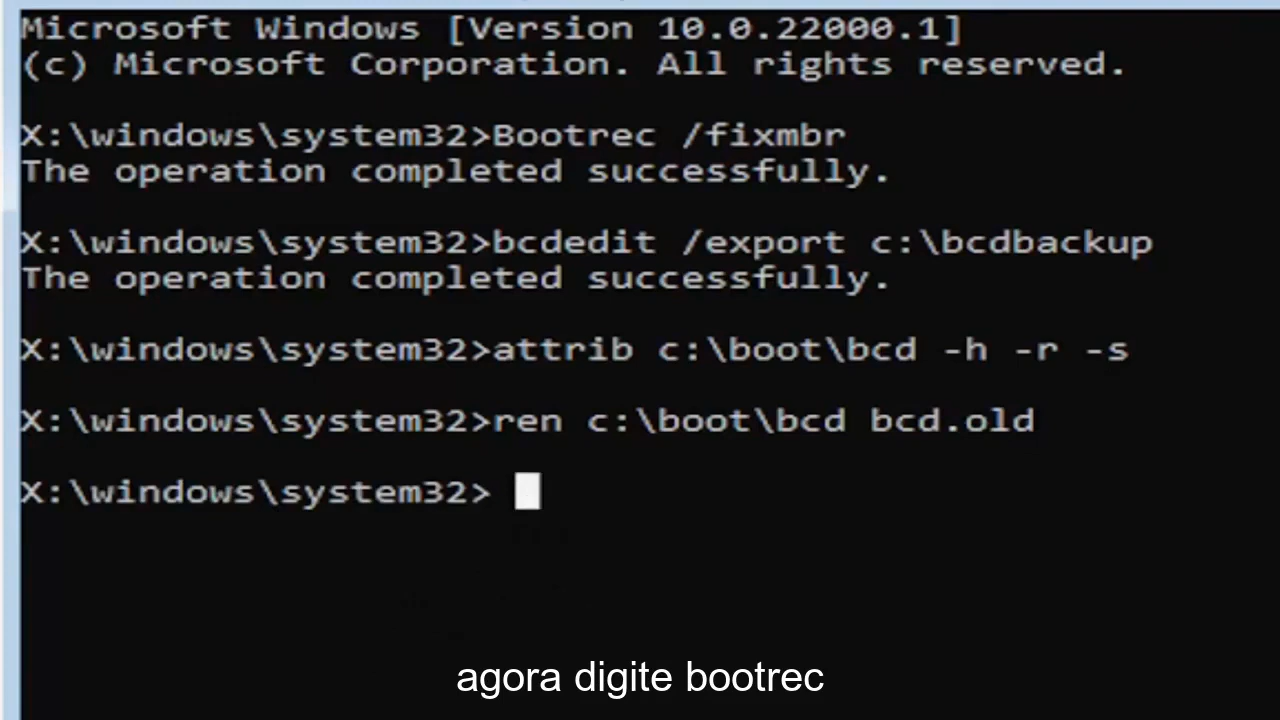 Microsoft Windows [Version 10.0.22000.1]
(c) Microsoft Corporation. All rights reserved.
X:\windows\system32>Bootrec /fixmbr
The operation completed successfully.
X:\windows\system32>bcdedit /export c:\bcdbackup
The operation completed successfully.
X:\windows\system32>attrib c:\boot\bcd -h -r -s
X:\windows\system32>ren c:\boot\bcd bcd.old
X:\windows\system32>
agora digite bootrec